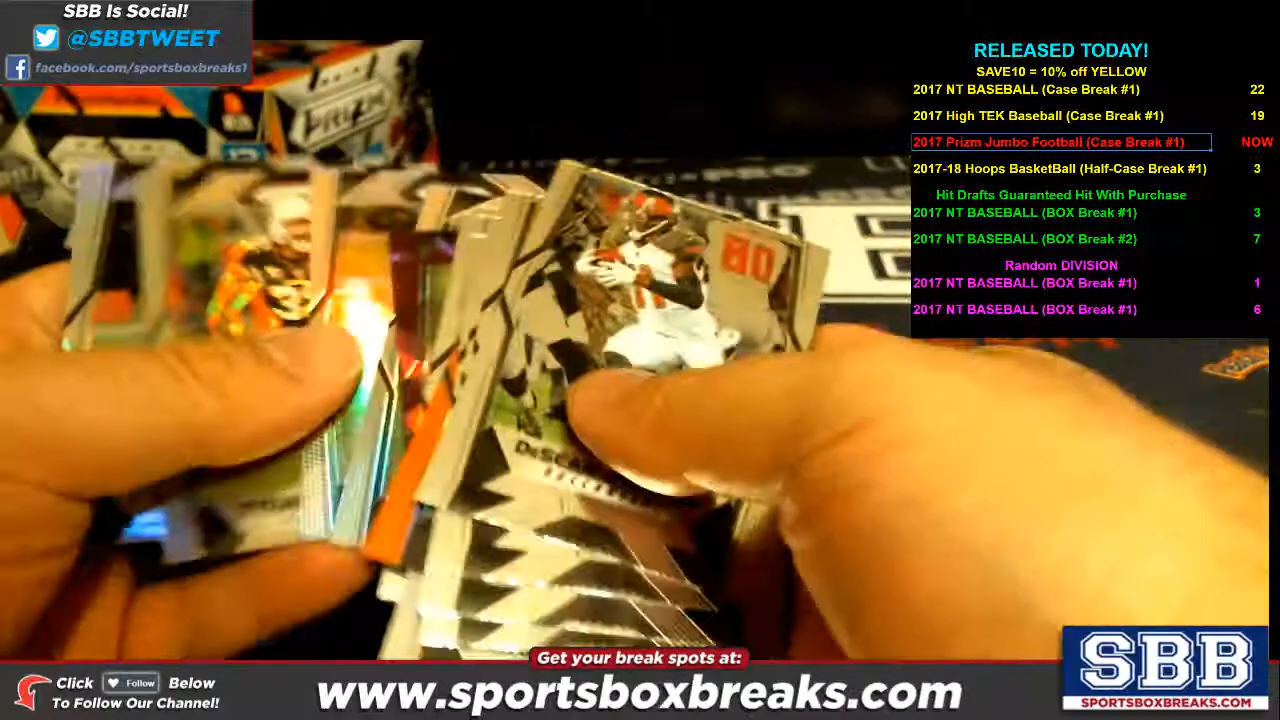 SBB Is Social!
@SBBTWEET
facebook.com/sportsboxbreaks1
PRIZM
RELEASED TODAY!
SAVE10 = 10% off YELLOW
2017 NT BASEBALL (Case Break #1) 22
2017 High TEK Baseball (Case Break #1) 19
2017 Prizm Jumbo Football (Case Break #1) NOW
2017-18 Hoops BasketBall (Half-Case Break #1) 3
Hit Drafts Guaranteed Hit With Purchase
2017 NT BASEBALL (BOX Break #1) 3
2017 NT BASEBALL (BOX Break #2) 7
Random DIVISION
2017 NT BASEBALL (BOX Break #1) 1
2017 NT BASEBALL (BOX Break #1) 6
Get your break spots at:
Click Follow Below
To Follow Our Channel!
www.sportsboxbreaks.com
SBB
SPORTSBOXBREAKS.COM